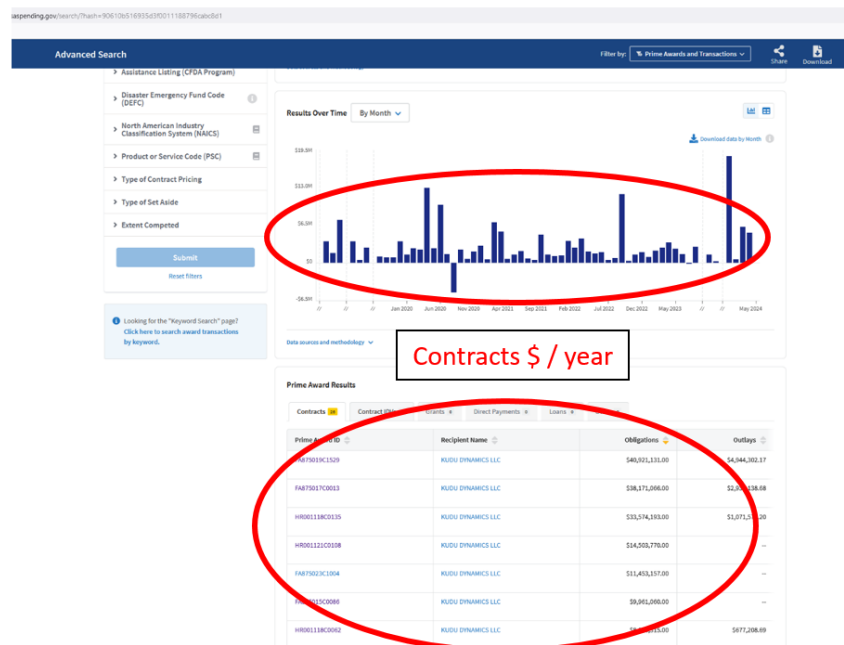 aspending.gov/search/?hash=90610b516935d3f0011188796cabc8d1
Advanced Search
Filter by: Prime Awards and Transactions
Share
Download
Assistance Listing (CFDA Program)
Disaster Emergency Fund Code
(DEFC)
North American Industry
Classification System (NAICS)
Product or Service Code (PSC)
Type of Contract Pricing
Type of Set Aside
Extent Competed
Submit
Reset filters
Looking for the "Keyword Search" page?
Click here to search award transactions
by keyword.
Results Over Time By Month
Download data by Month
$13.0M
$0
Jan 2020 Jun 2020 Nov 2020 Apr 2021 Sep 2021 Feb 2022 Jul 2022 Dec 2022 May 2023 // // May 2024
Data sources and methodology
Contracts $ / year
Prime Award Results
Contracts Contract Grants Direct Payments Loans
Prime Award ID Recipient Name Obligations Outlays
FA875019C1529 KUDU DYNAMICS LLC $40,921,131.00 $4,944,302.17
FA875017C0013 KUDU DYNAMICS LLC $38,171,066.00
HR001118C0135 KUDU DYNAMICS LLC $33,574,193.00
HR001121C0108 KUDU DYNAMICS LLC $14,503,770.00 --
FA875023C1004 KUDU DYNAMICS LLC $11,453,157.00 --
KUDU DYNAMICS LLC $9,961,060.00 --
HR001118C0062 KUDU DYNAMICS LLC $677,208.69